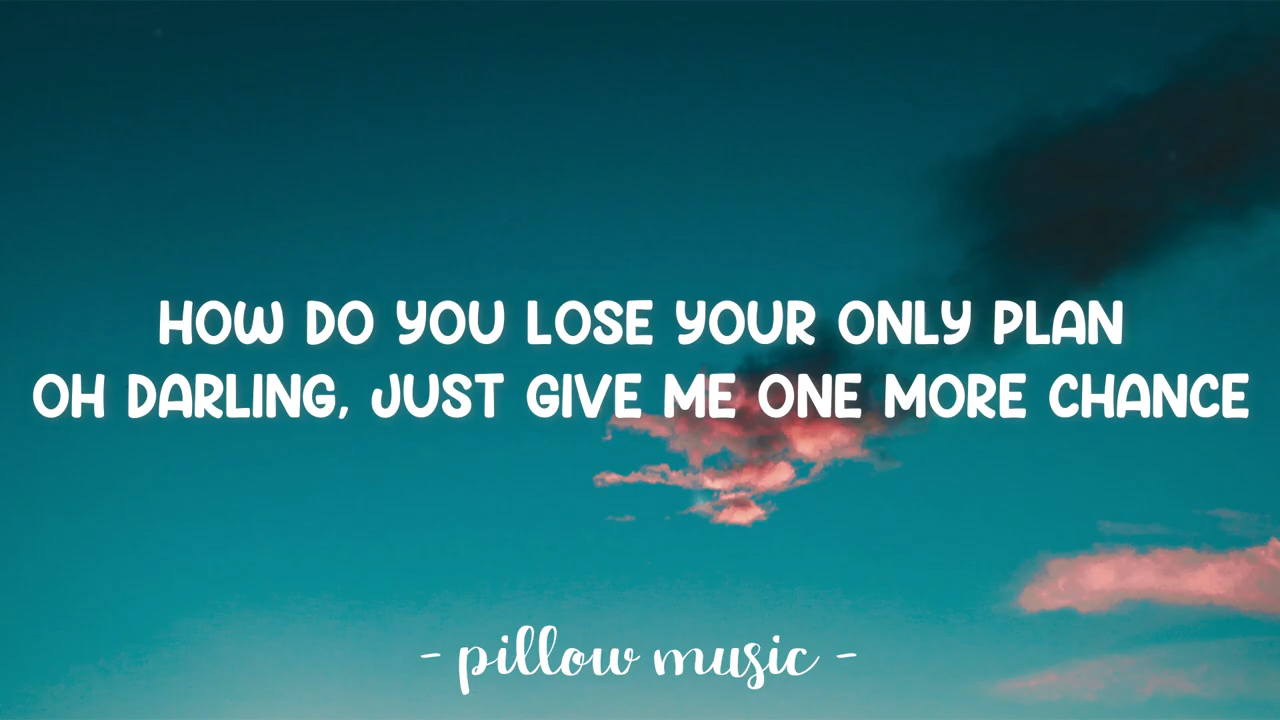 HOW DO YOU LOSE YOUR ONLY PLAN
OH DARLING, JUST GIVE ME ONE MORE CHANCE
- pillow music -